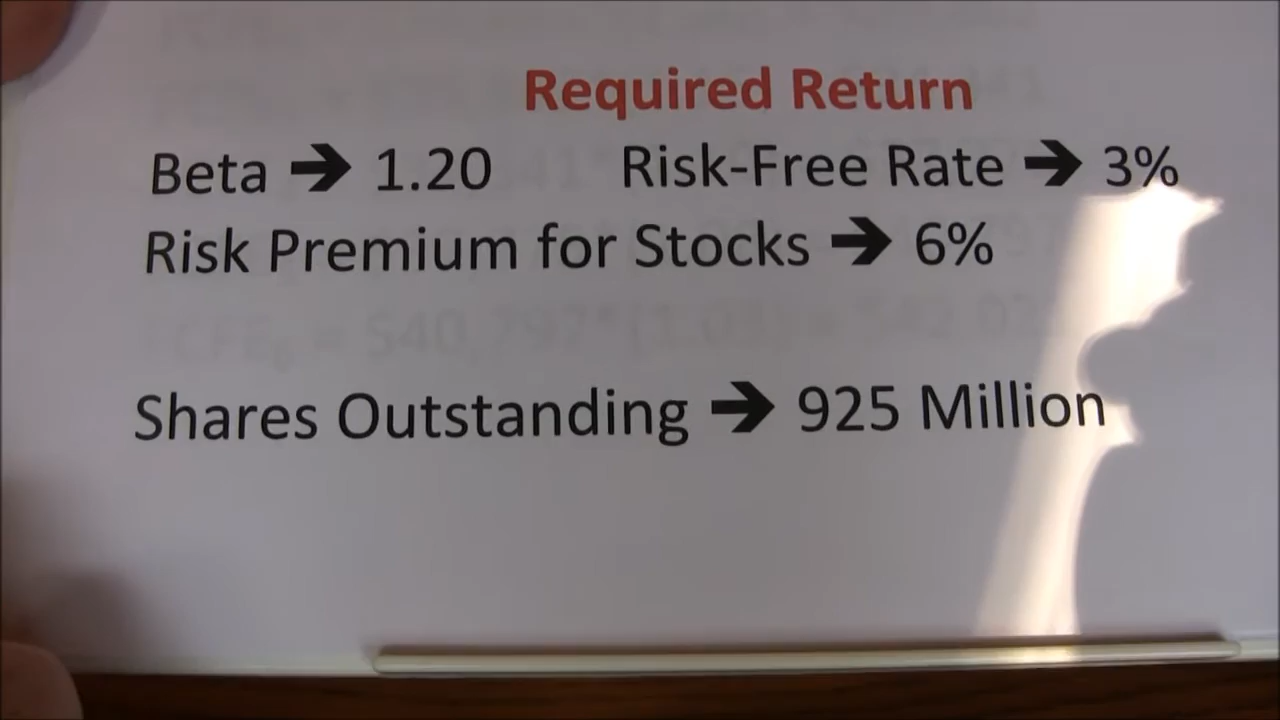 Required Return
Beta ➔ 1.20 Risk-Free Rate ➔ 3%
Risk Premium for Stocks ➔ 6%
Shares Outstanding ➔ 925 Million